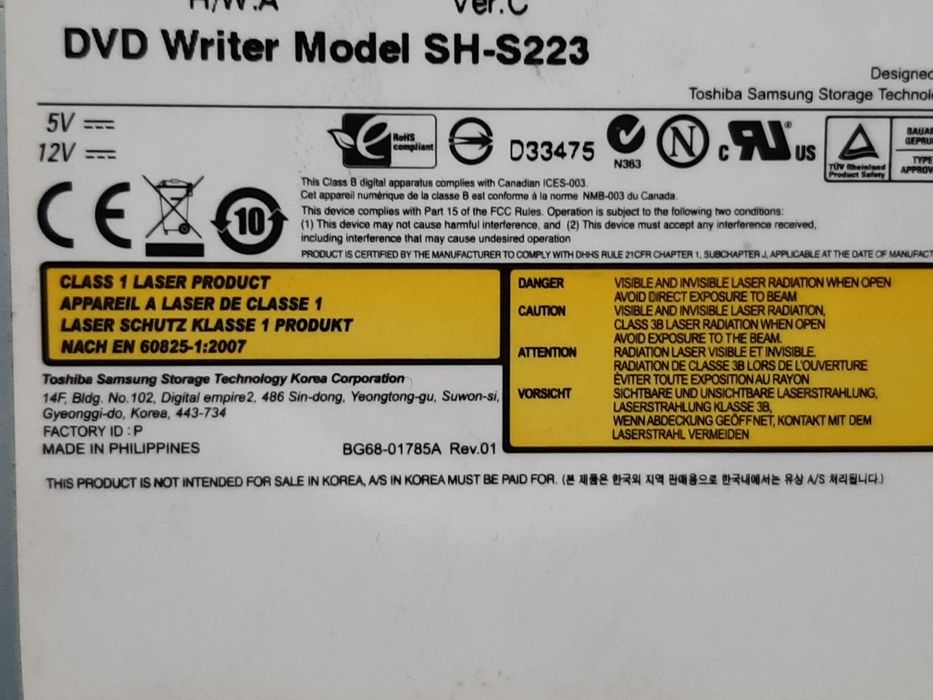 H/W:A Ver.C
DVD Writer Model SH-S223
Designed
Toshiba Samsung Storage
5V
12V
e RoHS compliant
D33475
N363
N
c RU US
TÜV Rheinland
Product Safety
TYPE
CE
10
This Class B digital apparatus complies with Canadian ICES-003.
Cet appareil numérique de la classe B est conforme à la norme NMB-003 du Canada.
This device complies with Part 15 of the FCC Rules. Operation is subject to the following two conditions:
(1) This device may not cause harmful interference, and (2) This device must accept any interference received,
including interference that may cause undesired operation
PRODUCT IS CERTIFIED BY THE MANUFACTURER TO COMPLY WITH DHHS RULE 21CFR CHAPTER 1, SUBCHAPTER J, APPLICABLE AT THE DATE OF
CLASS 1 LASER PRODUCT
APPAREIL A LASER DE CLASSE 1
LASER SCHUTZ KLASSE 1 PRODUKT
NACH EN 60825-1:2007
DANGER VISIBLE AND INVISIBLE LASER RADIATION WHEN OPEN
AVOID DIRECT EXPOSURE TO BEAM
CAUTION VISIBLE AND INVISIBLE LASER RADIATION,
CLASS 3B LASER RADIATION WHEN OPEN
AVOID EXPOSURE TO THE BEAM.
ATTENTION RADIATION LASER VISIBLE ET INVISIBLE.
RADIATION DE CLASSE 3B LORS DE L'OUVERTURE
ÉVITER TOUTE EXPOSITION AU RAYON
VORSICHT SICHTBARE UND UNSICHTBARE LASERSTRAHLUNG,
LASERSTRAHLUNG KLASSE 3B,
WENN ABDECKUNG GEÖFFNET, KONTAKT MIT DEM
LASERSTRAHL VERMEIDEN
Toshiba Samsung Storage Technology Korea Corporation
14F, Bldg. No.102, Digital empire2, 486 Sin-dong, Yeongtong-gu, Suwon-si,
Gyeonggi-do, Korea, 443-734
FACTORY ID : P
MADE IN PHILIPPINES
BG68-01785A Rev.01
THIS PRODUCT IS NOT INTENDED FOR SALE IN KOREA, A/S IN KOREA MUST BE PAID FOR. (본 제품은 한국외 지역 판매용으로 한국내에서는 유상 A/S 처리됩니다.)